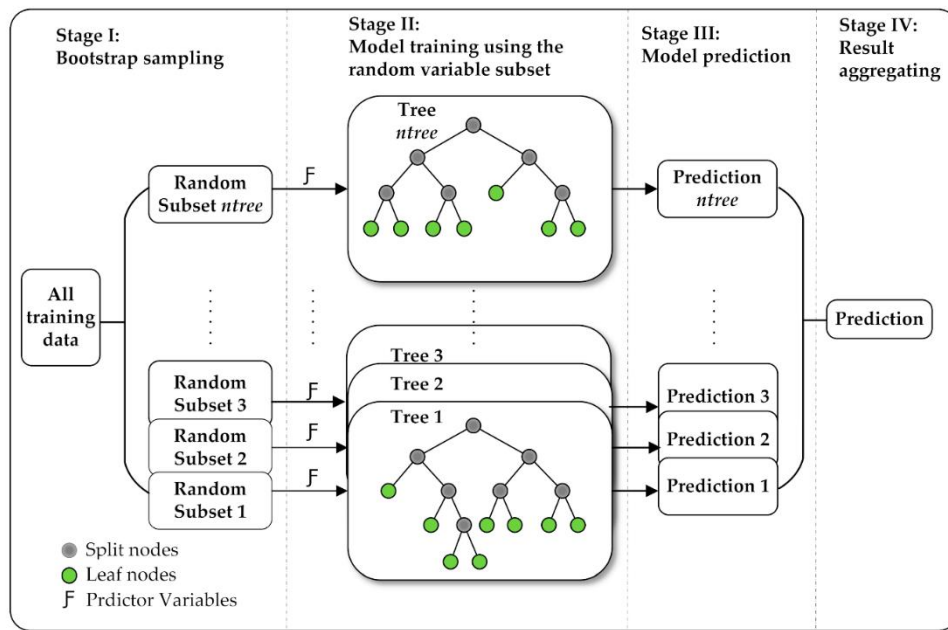 Stage I:
Bootstrap sampling
Stage II:
Model training using the
random variable subset
Stage III:
Model prediction
Stage IV:
Result
aggregating
Tree
ntree
Random
Subset ntree
Ƒ
Prediction
ntree
All
training
data
Prediction
Tree 3
Random
Subset 3
Ƒ
Prediction 3
Tree 2
Random
Subset 2
Ƒ
Prediction 2
Tree 1
Random
Subset 1
Ƒ
Prediction 1
Split nodes
Leaf nodes
Ƒ Prdictor Variables